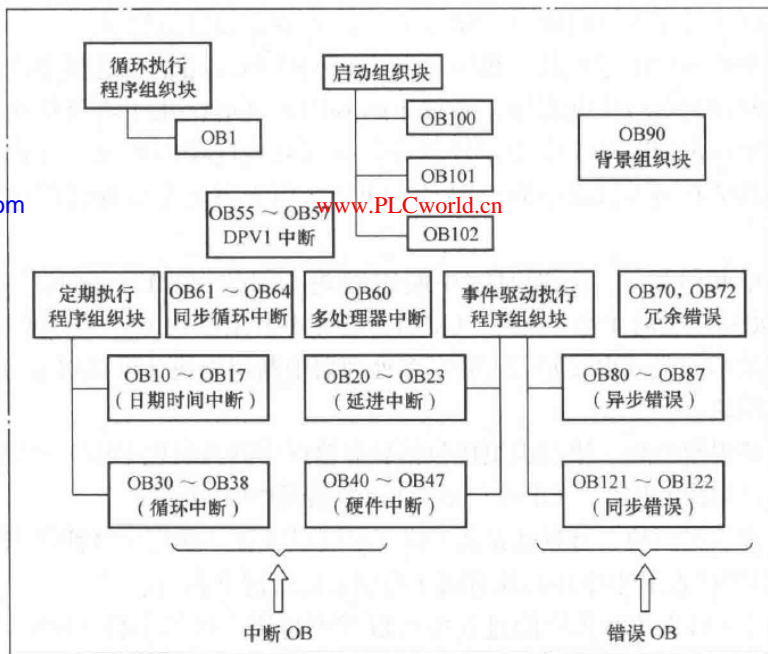 循环执行
程序组织块
OB1
启动组织块
OB100
OB101
OB102
OB90
背景组织块
om
OB55 ～ OB57
DPV1 中断
www.PLCworld.cn
定期执行
程序组织块
OB61 ～ OB64
同步循环中断
OB60
多处理器中断
事件驱动执行
程序组织块
OB70，OB72
冗余错误
OB10 ～ OB17
（日期时间中断）
OB20 ～ OB23
（延进中断）
OB80 ～ OB87
（异步错误）
OB30 ～ OB38
（循环中断）
OB40 ～ OB47
（硬件中断）
OB121 ～ OB122
（同步错误）
中断 OB
错误 OB